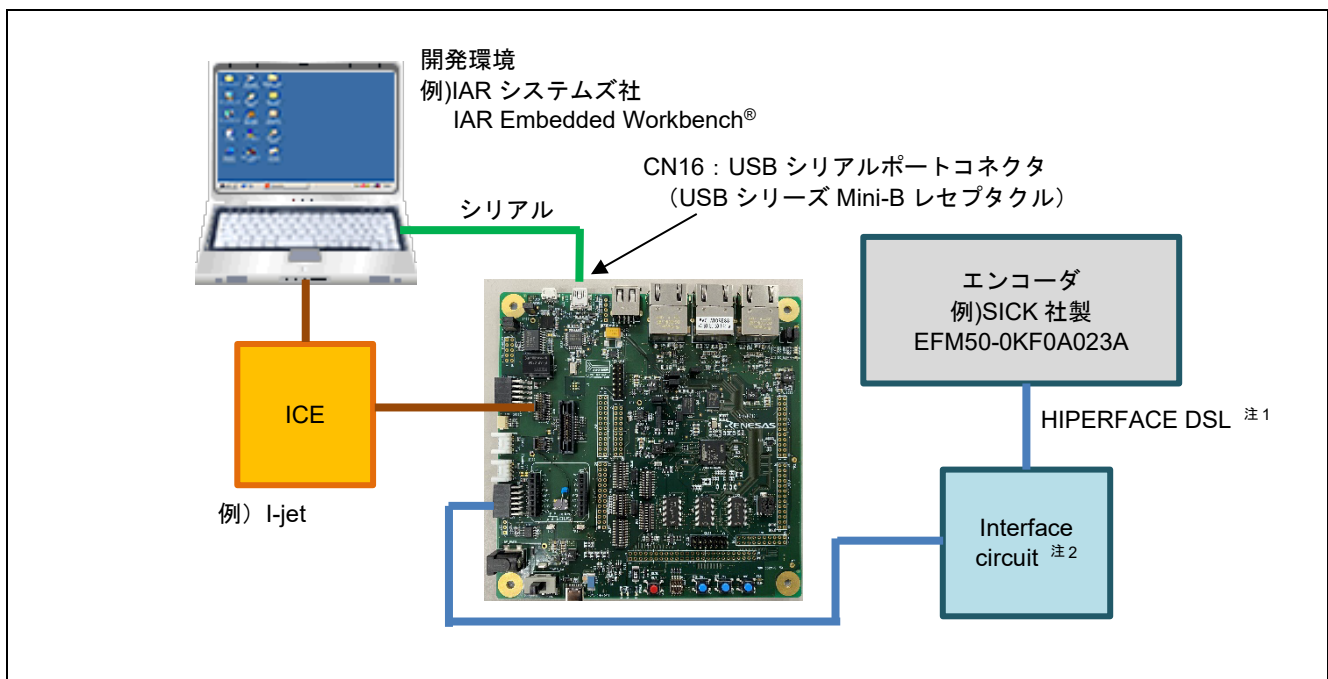 開発環境
例)IAR システムズ社
IAR Embedded Workbench®
CN16：USB シリアルポートコネクタ
（USB シリーズ Mini-B レセプタクル）
シリアル
エンコーダ
例)SICK 社製
EFM50-0KF0A023A
ICE
RENESAS
HIPERFACE DSL 注1
例）I-jet
Interface
circuit 注2